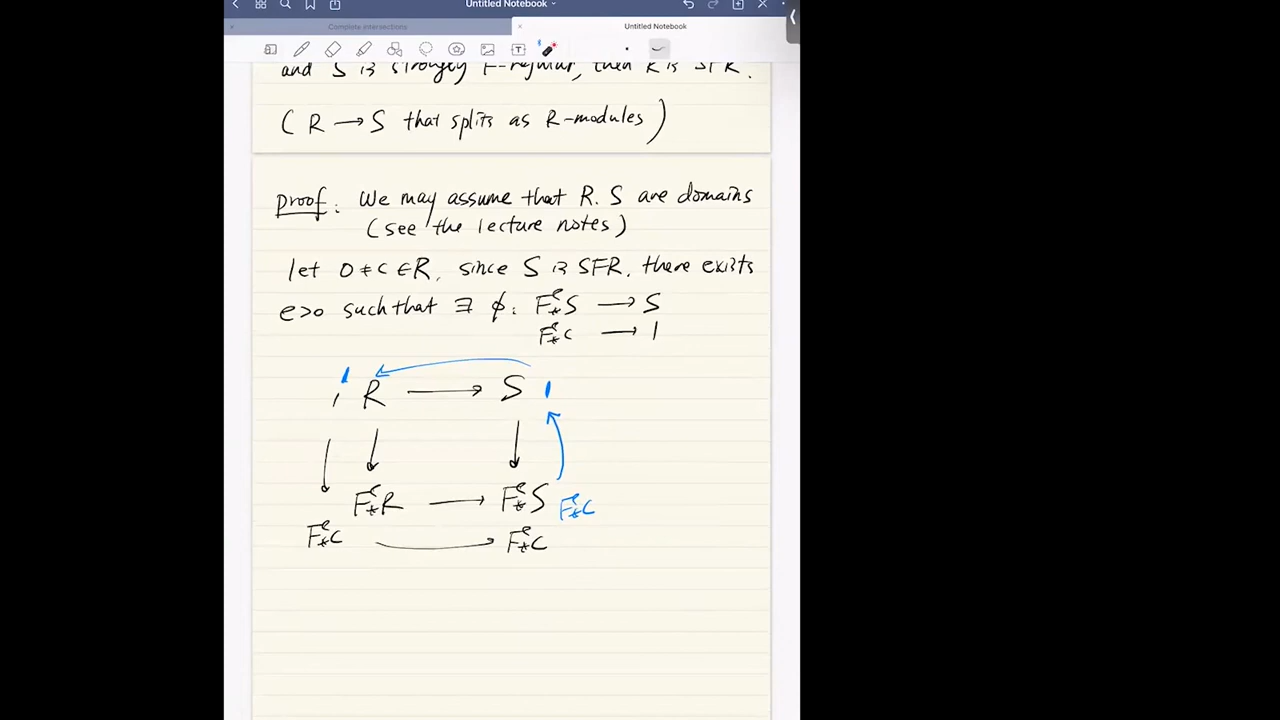 Untitled Notebook
Complete intersections
Untitled Notebook
and S is strongly F-regular, then R is SFR.
( R → S that splits as R-modules )
proof: We may assume that R, S are domains
(see the lecture notes)
let 0 ≠ c ∈ R, since S is SFR, there exists
e>0 such that ∃ φ: F^e_*S → S
F^e_*c → 1
1 R → S 1
F^e_*R → F^e_*S F^e_*c
F^e_*c F^e_*c